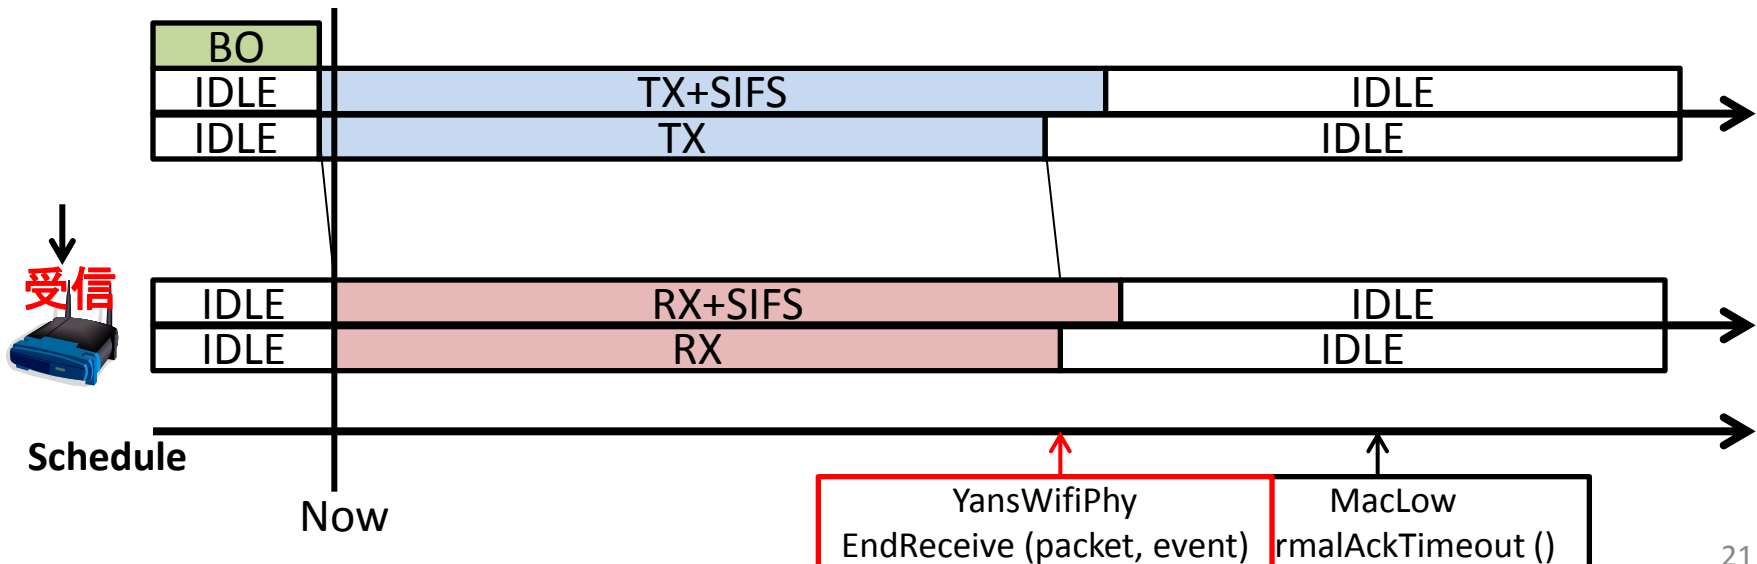 BO
IDLE TX+SIFS IDLE
IDLE TX IDLE
受信
IDLE RX+SIFS IDLE
IDLE RX IDLE
Schedule
Now
YansWifiPhy
EndReceive (packet, event)
MacLow
rmalAckTimeout ()
21